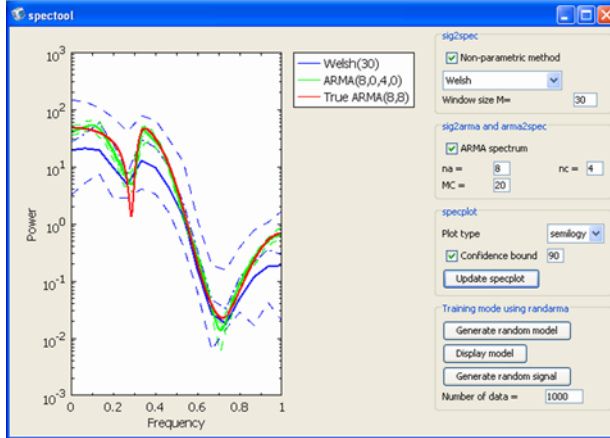 spectool
10^3
10^2
10^1
10^0
10^-1
10^-2
10^-3
Power
0 0.2 0.4 0.6 0.8 1
Frequency
Welsh(30)
ARMA(8,0,4,0)
True ARMA(8,8)
sig2spec
Non-parametric method
Welsh
Window size M= 30
sig2arma and arma2spec
ARMA spectrum
na = 8 nc = 4
MC = 20
specplot
Plot type semilogy
Confidence bound 90
Update specplot
Training mode using randarma
Generate random model
Display model
Generate random signal
Number of data = 1000